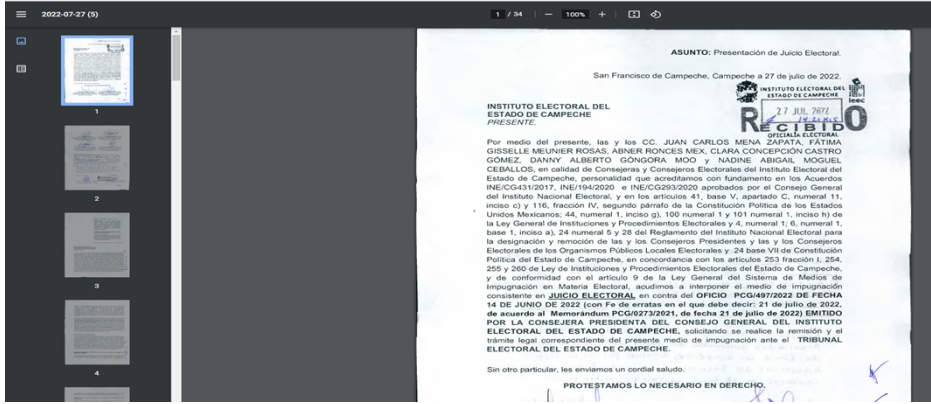 2022-07-27 (5)
1 / 34
100%
1
2
3
4
ASUNTO: Presentación de Juicio Electoral.
San Francisco de Campeche, Campeche a 27 de julio de 2022.
INSTITUTO ELECTORAL DEL
ESTADO DE CAMPECHE
ieec
27 JUL 2022
RECIBIDO
OFICIALÍA ELECTORAL
INSTITUTO ELECTORAL DEL
ESTADO DE CAMPECHE
PRESENTE.
Por medio del presente, las y los CC. JUAN CARLOS MENA ZAPATA, FÁTIMA
GISSELLE MEUNIER ROSAS, ABNER RONCES MEX, CLARA CONCEPCIÓN CASTRO
GÓMEZ, DANNY ALBERTO GÓNGORA MOO y NADINE ABIGAIL MOGUEL
CEBALLOS, en calidad de Consejeras y Consejeros Electorales del Instituto Electoral del
Estado de Campeche, personalidad que acreditamos con fundamento en los Acuerdos
INE/CG431/2017, INE/194/2020 e INE/CG293/2020 aprobados por el Consejo General
del Instituto Nacional Electoral, y en los artículos 41, base V, apartado C, numeral 11,
inciso c) y 116, fracción IV, segundo párrafo de la Constitución Política de los Estados
Unidos Mexicanos; 44, numeral 1, inciso g), 100 numeral 1 y 101 numeral 1, inciso h) de
la Ley General de Instituciones y Procedimientos Electorales y 4, numeral 1; 6, numeral 1,
base 1, inciso a), 24 numeral 5 y 28 del Reglamento del Instituto Nacional Electoral para
la designación y remoción de las y los Consejeros Presidentes y las y los Consejeros
Electorales de los Organismos Públicos Locales Electorales y 24 base VII de Constitución
Política del Estado de Campeche, en concordancia con los artículos 253 fracción I, 254,
255 y 260 de Ley de Instituciones y Procedimientos Electorales del Estado de Campeche,
y de conformidad con el artículo 9 de la Ley General del Sistema de Medios de
Impugnación en Materia Electoral, acudimos a interponer el medio de impugnación
consistente en JUICIO ELECTORAL en contra del OFICIO PCG/497/2022 DE FECHA
14 DE JUNIO DE 2022 (con Fe de erratas en el que debe decir: 21 de julio de 2022,
de acuerdo al Memorándum PCG/0273/2021, de fecha 21 de julio de 2022) EMITIDO
POR LA CONSEJERA PRESIDENTA DEL CONSEJO GENERAL DEL INSTITUTO
ELECTORAL DEL ESTADO DE CAMPECHE, solicitando se realice la remisión y el
trámite legal correspondiente del presente medio de impugnación ante el TRIBUNAL
ELECTORAL DEL ESTADO DE CAMPECHE.
Sin otro particular, les enviamos un cordial saludo.
PROTESTAMOS LO NECESARIO EN DERECHO.